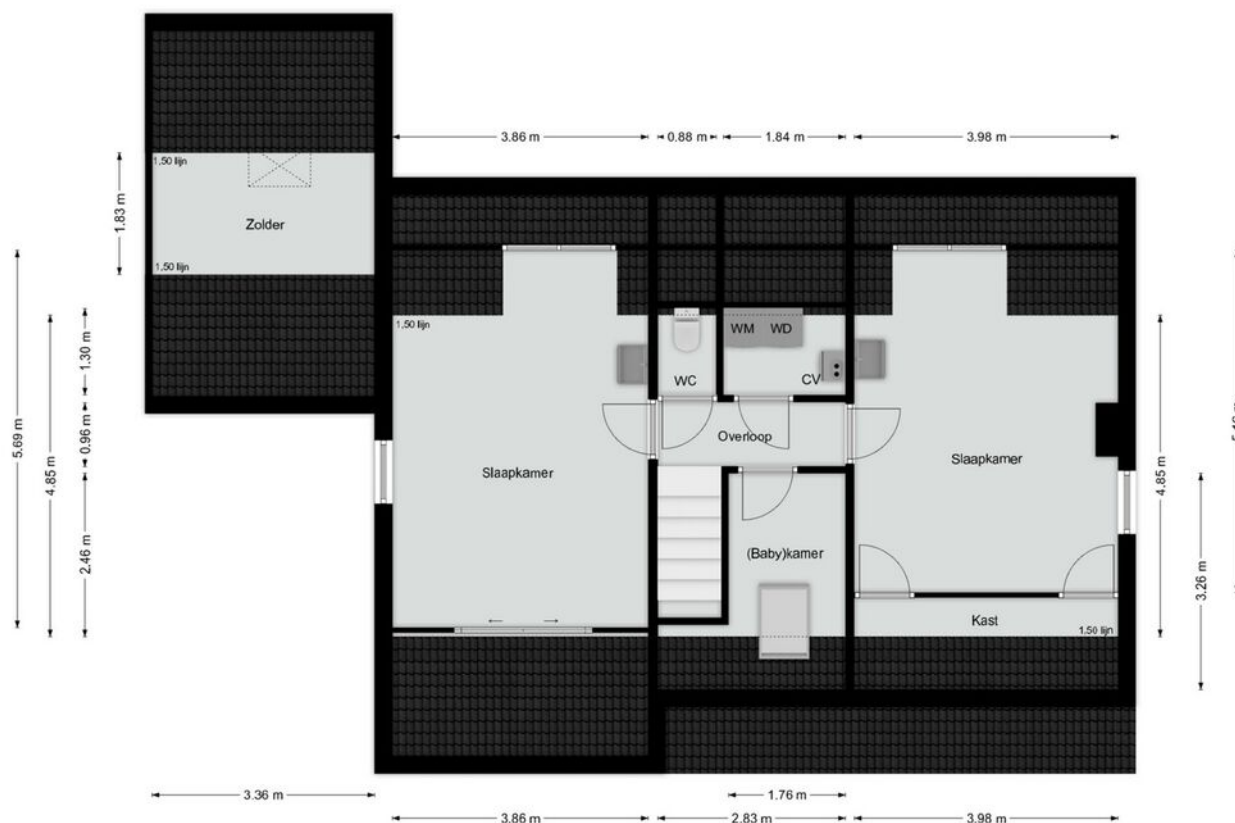 3.86 m
0.88 m
1.84 m
3.98 m
1,50 lijn
Zolder
1,50 lijn
1.83 m
5.69 m
4.85 m
1.30 m
0.96 m
2.46 m
1,50 lijn
WM
WD
WC
CV
Overloop
Slaapkamer
Slaapkamer
(Baby)kamer
Kast
1,50 lijn
4.85 m
3.26 m
3.36 m
1.76 m
3.86 m
2.83 m
3.98 m